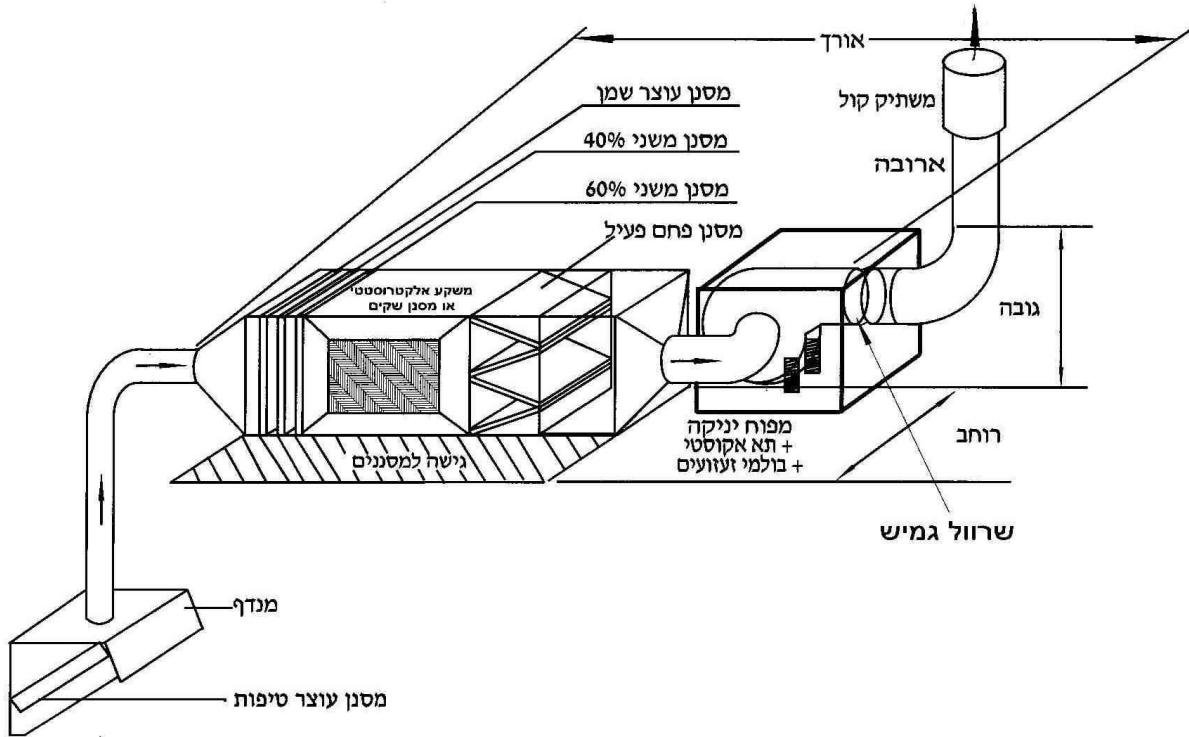 אורך
משתיק קול
מסנן עוצר שמן
מסנן משני 40%
ארובה
מסנן משני 60%
מסנן פחם פעיל
משקע אלקטרוסטטי
או מסנן שקים
גובה
מפוח יניקה
+ תא אקוסטי
+ בולמי זעזועים
רוחב
גישה למסננים
שרוול גמיש
מנדף
מסנן עוצר טיפות